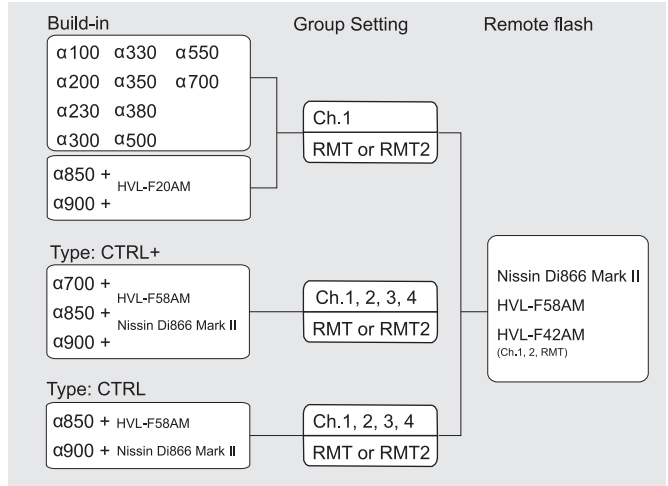 Build-in
Group Setting
Remote flash
α100 α330 α550
α200 α350 α700
α230 α380
α300 α500
Ch.1
RMT or RMT2
α850 +
HVL-F20AM
α900 +
Type: CTRL+
α700 +
HVL-F58AM
α850 +
Nissin Di866 Mark II
α900 +
Ch.1, 2, 3, 4
RMT or RMT2
Nissin Di866 Mark II
HVL-F58AM
HVL-F42AM
(Ch.1, 2, RMT)
Type: CTRL
α850 + HVL-F58AM
α900 + Nissin Di866 Mark II
Ch.1, 2, 3, 4
RMT or RMT2